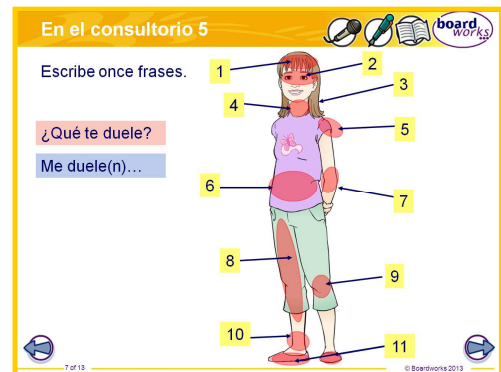 En el consultorio 5
board
works
Escribe once frases.
¿Qué te duele?
Me duele(n)…
1
2
3
4
5
6
7
8
9
10
11
7 of 13
© Boardworks 2013